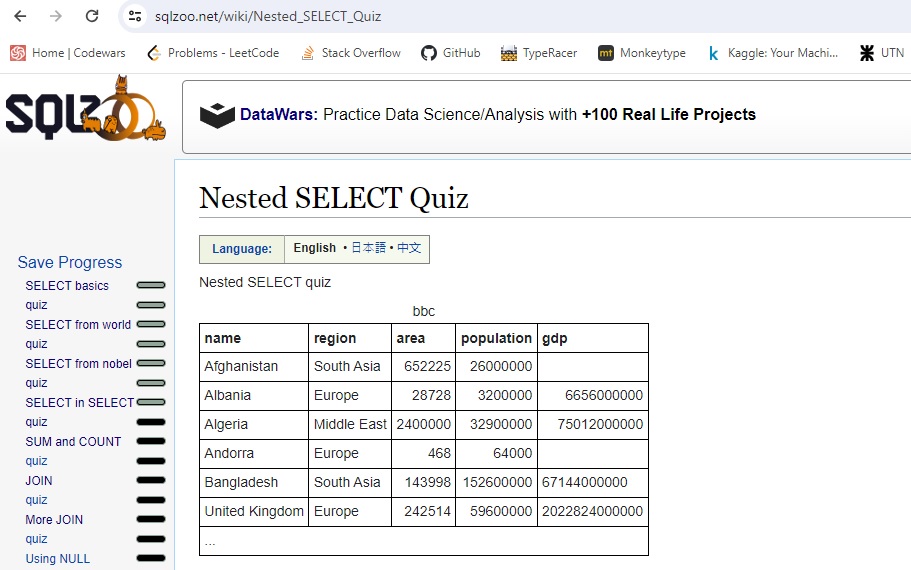 sqlzoo.net/wiki/Nested_SELECT_Quiz
Home | Codewars Problems - LeetCode Stack Overflow GitHub TypeRacer mt Monkeytype k Kaggle: Your Machi... UTN
SQLZOO
DataWars: Practice Data Science/Analysis with +100 Real Life Projects
Nested SELECT Quiz
Language: English • 日本語 • 中文
Nested SELECT quiz
Save Progress
SELECT basics
quiz
SELECT from world
quiz
SELECT from nobel
quiz
SELECT in SELECT
quiz
SUM and COUNT
quiz
JOIN
quiz
More JOIN
quiz
Using NULL
bbc
name region area population gdp
Afghanistan South Asia 652225 26000000
Albania Europe 28728 3200000 6656000000
Algeria Middle East 2400000 32900000 75012000000
Andorra Europe 468 64000
Bangladesh South Asia 143998 152600000 67144000000
United Kingdom Europe 242514 59600000 2022824000000
...